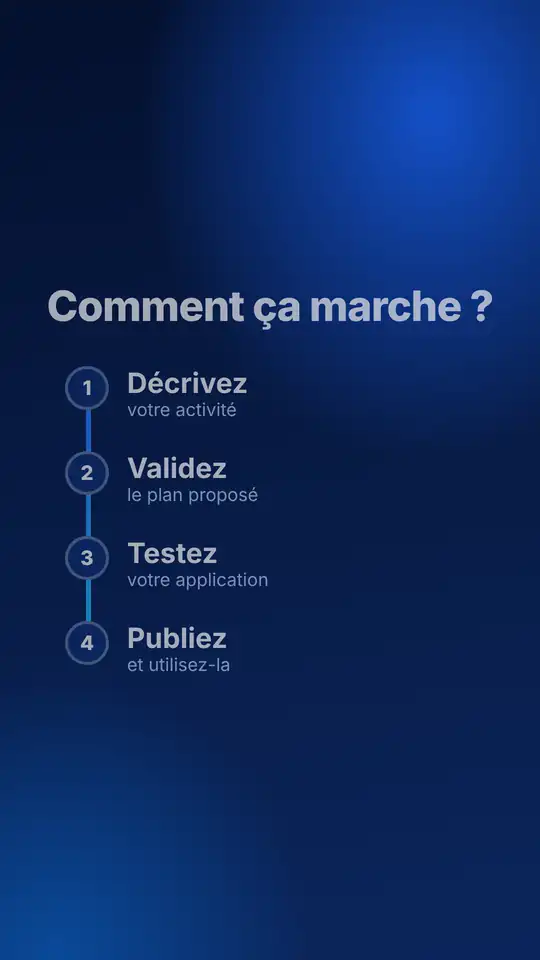 Comment ça marche ?
1
Décrivez
votre activité
2
Validez
le plan proposé
3
Testez
votre application
4
Publiez
et utilisez-la